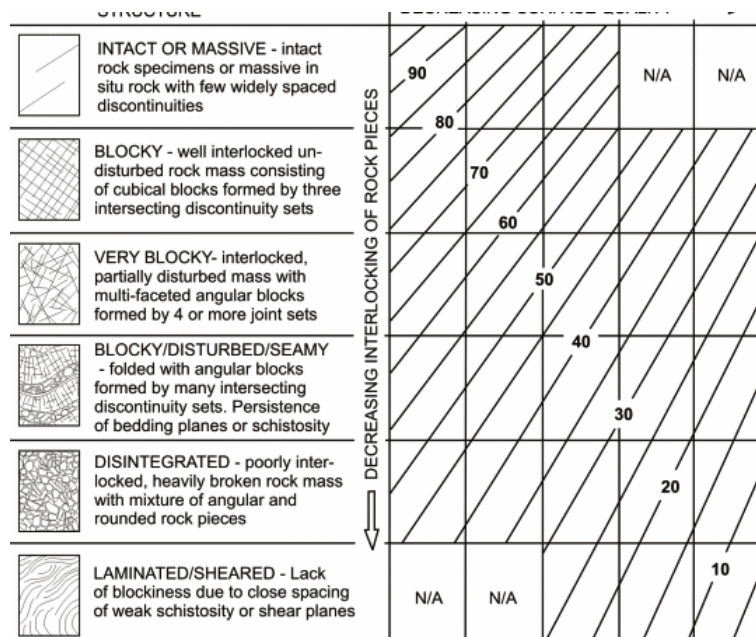 STRUCTURE
DECREASING SURFACE QUALITY
INTACT OR MASSIVE - intact
rock specimens or massive in
situ rock with few widely spaced
discontinuities
90
N/A
N/A
80
BLOCKY - well interlocked un-
disturbed rock mass consisting
of cubical blocks formed by three
intersecting discontinuity sets
70
60
VERY BLOCKY- interlocked,
partially disturbed mass with
multi-faceted angular blocks
formed by 4 or more joint sets
50
40
BLOCKY/DISTURBED/SEAMY
- folded with angular blocks
formed by many intersecting
discontinuity sets. Persistence
of bedding planes or schistosity
30
DISINTEGRATED - poorly inter-
locked, heavily broken rock mass
with mixture of angular and
rounded rock pieces
20
LAMINATED/SHEARED - Lack
of blockiness due to close spacing
of weak schistosity or shear planes
N/A
N/A
10
DECREASING INTERLOCKING OF ROCK PIECES